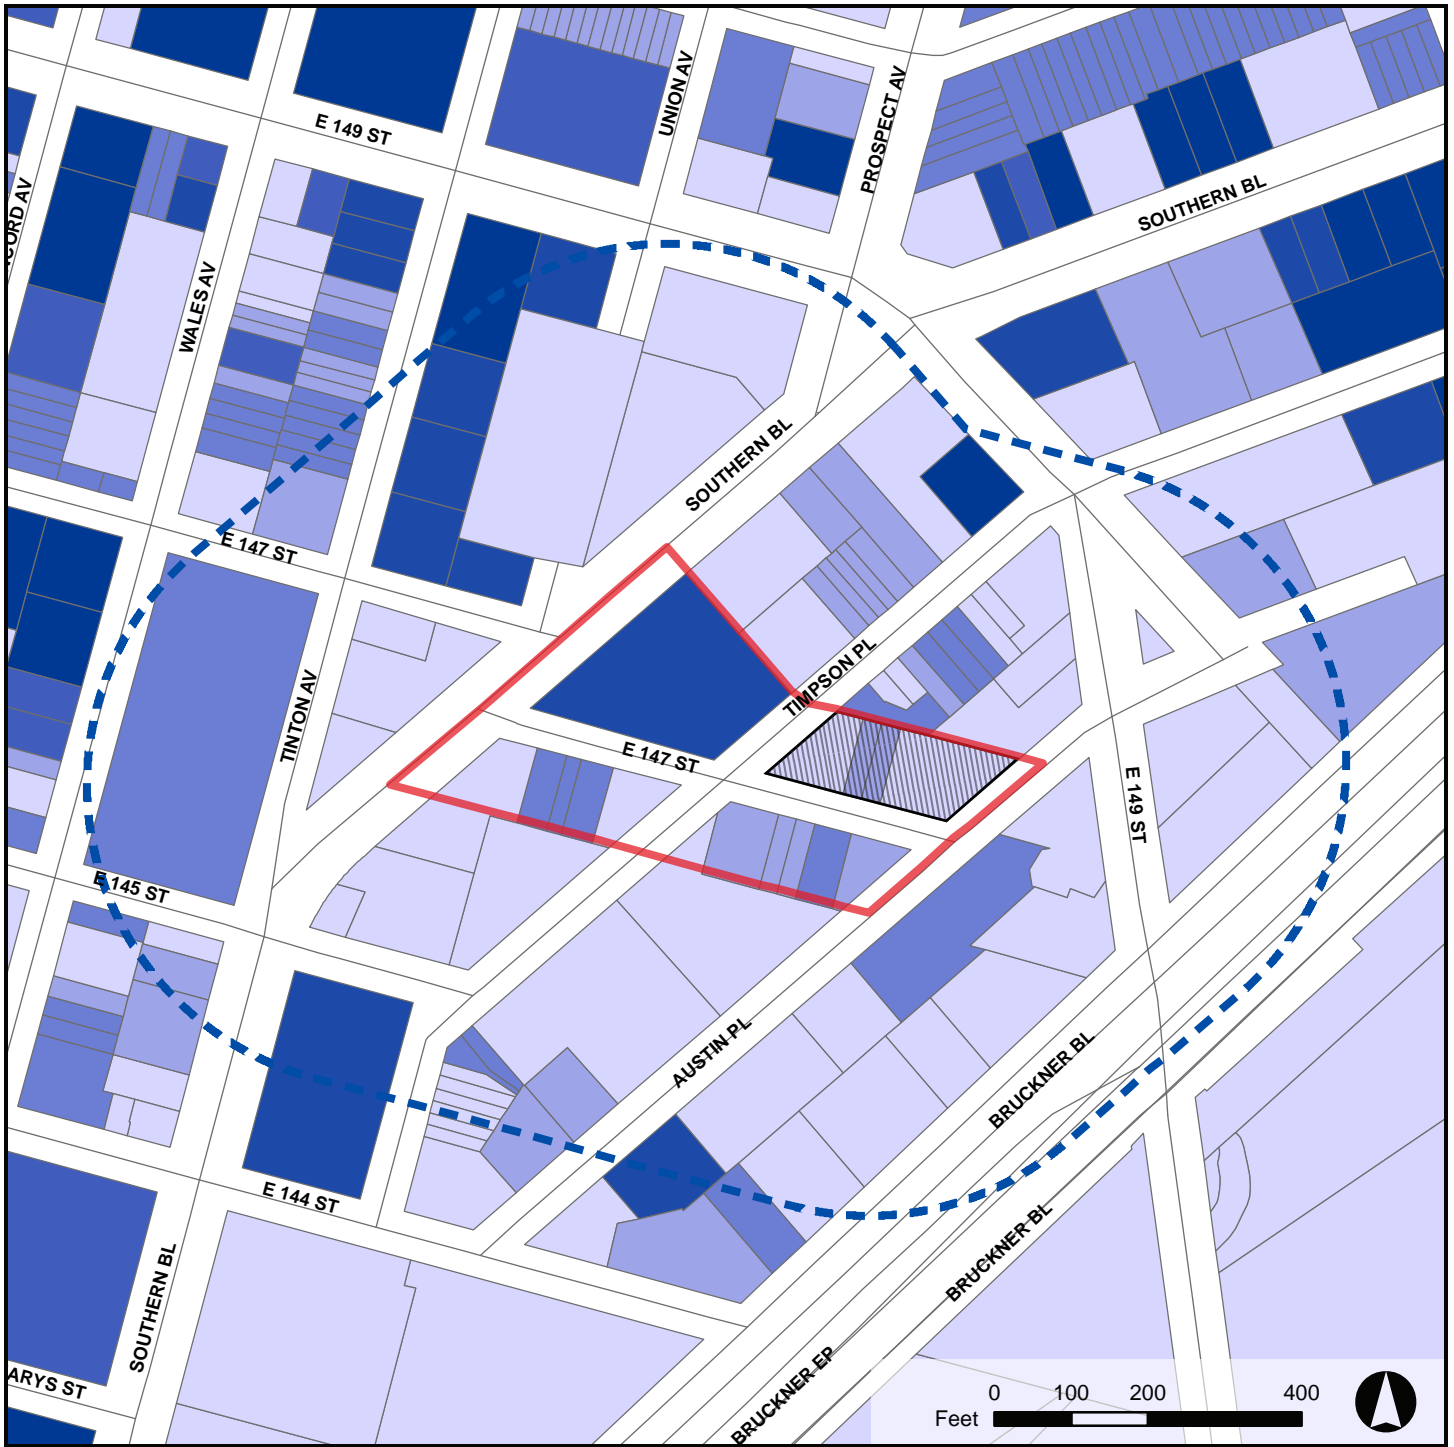 E 149 ST
UNION AV
PROSPECT AV
SOUTHERN BL
CORD AV
WALES AV
SOUTHERN BL
E 147 ST
TIMPSON PL
TINTON AV
E 147 ST
E 149 ST
E 145 ST
AUSTIN PL
BRUCKNER BL
E 144 ST
BRUCKNER BL
SOUTHERN BL
ARYS ST
BRUCKNER EP
0 100 200 400
Feet